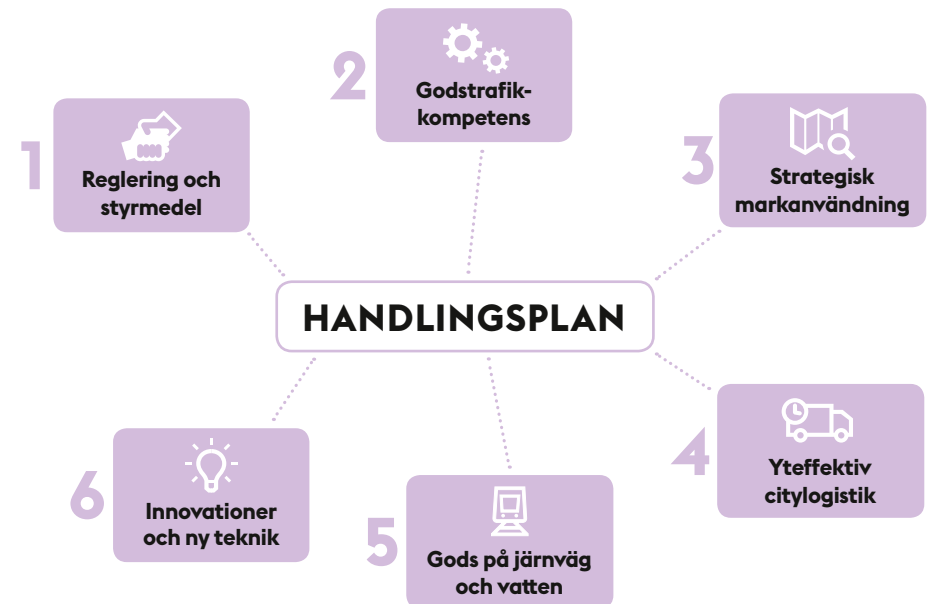 1
Reglering och
styrmedel
2
Godstrafik-
kompetens
3
Strategisk
markanvändning
HANDLINGSPLAN
4
Yteffektiv
citylogistik
5
Gods på järnväg
och vatten
6
Innovationer
och ny teknik